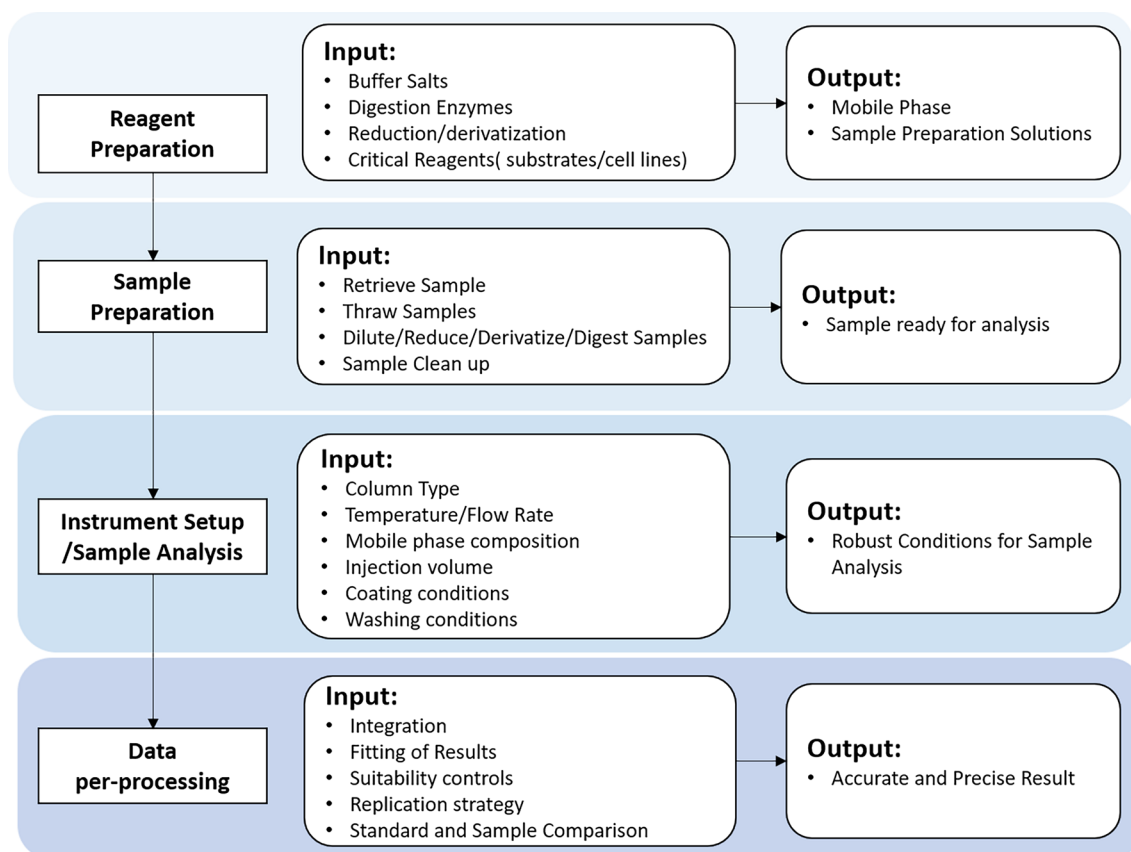 Reagent
Preparation
Input:
• Buffer Salts
• Digestion Enzymes
• Reduction/derivatization
• Critical Reagents( substrates/cell lines)
Output:
• Mobile Phase
• Sample Preparation Solutions
Sample
Preparation
Input:
• Retrieve Sample
• Thraw Samples
• Dilute/Reduce/Derivatize/Digest Samples
• Sample Clean up
Output:
• Sample ready for analysis
Instrument Setup
/Sample Analysis
Input:
• Column Type
• Temperature/Flow Rate
• Mobile phase composition
• Injection volume
• Coating conditions
• Washing conditions
Output:
• Robust Conditions for Sample
Analysis
Data
per-processing
Input:
• Integration
• Fitting of Results
• Suitability controls
• Replication strategy
• Standard and Sample Comparison
Output:
• Accurate and Precise Result